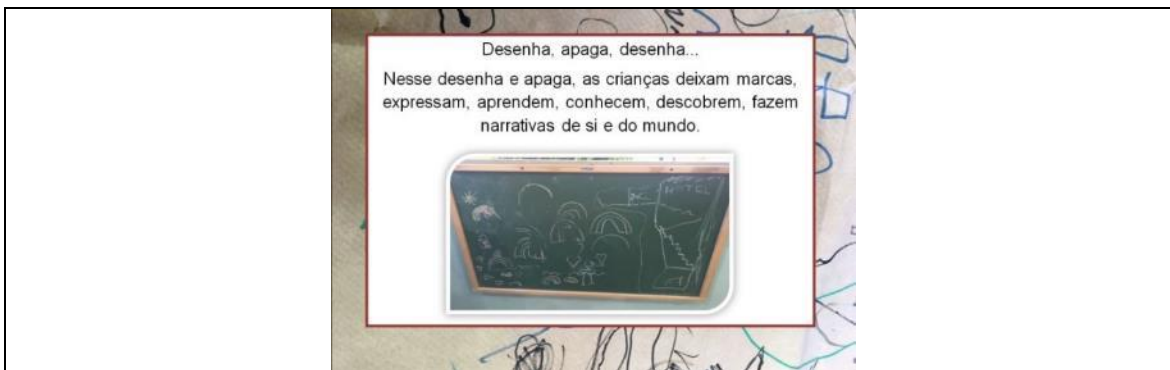 Desenha, apaga, desenha...
Nesse desenha e apaga, as crianças deixam marcas,
expressam, aprendem, conhecem, descobrem, fazem
narrativas de si e do mundo.
HOTEL